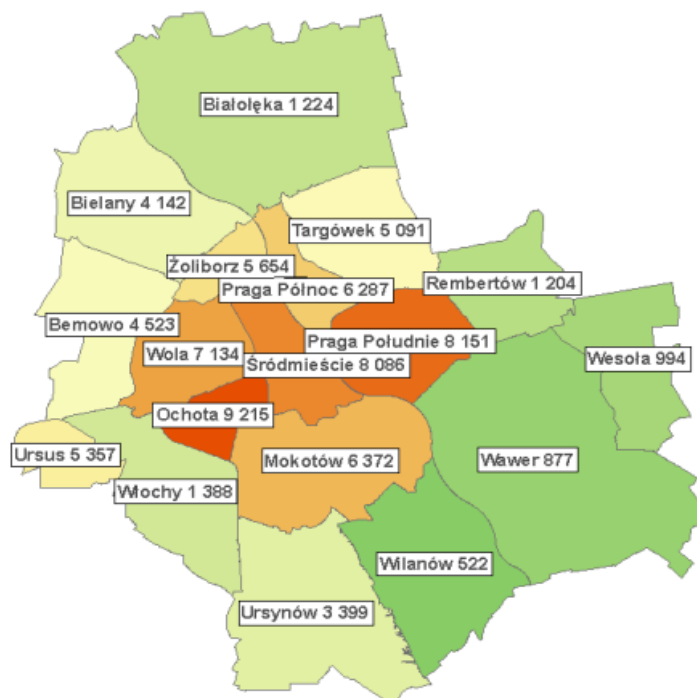 Białołęka 1 224
Bielany 4 142
Targówek 5 091
Żoliborz 5 654
Rembertów 1 204
Praga Północ 6 287
Bemowo 4 523
Praga Południe 8 151
Wola 7 134
Śródmieście 8 086
Wesoła 994
Ochota 9 215
Ursus 5 357
Mokotów 6 372
Wawer 877
Włochy 1 388
Wilanów 522
Ursynów 3 399